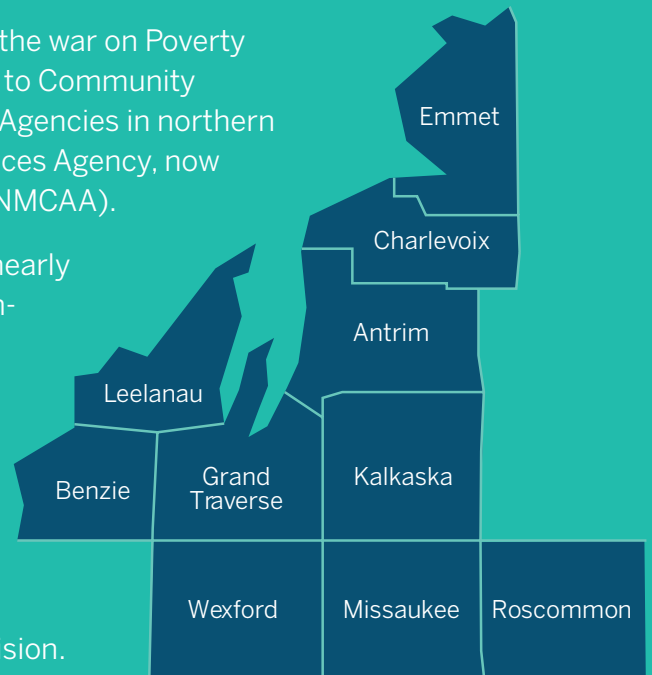 the war on Poverty
to Community
Agencies in northern
ces Agency, now
NMCAA).
nearly
n-
sion.
Emmet
Charlevoix
Antrim
Leelanau
Benzie
Grand
Traverse
Kalkaska
Wexford
Missaukee
Roscommon